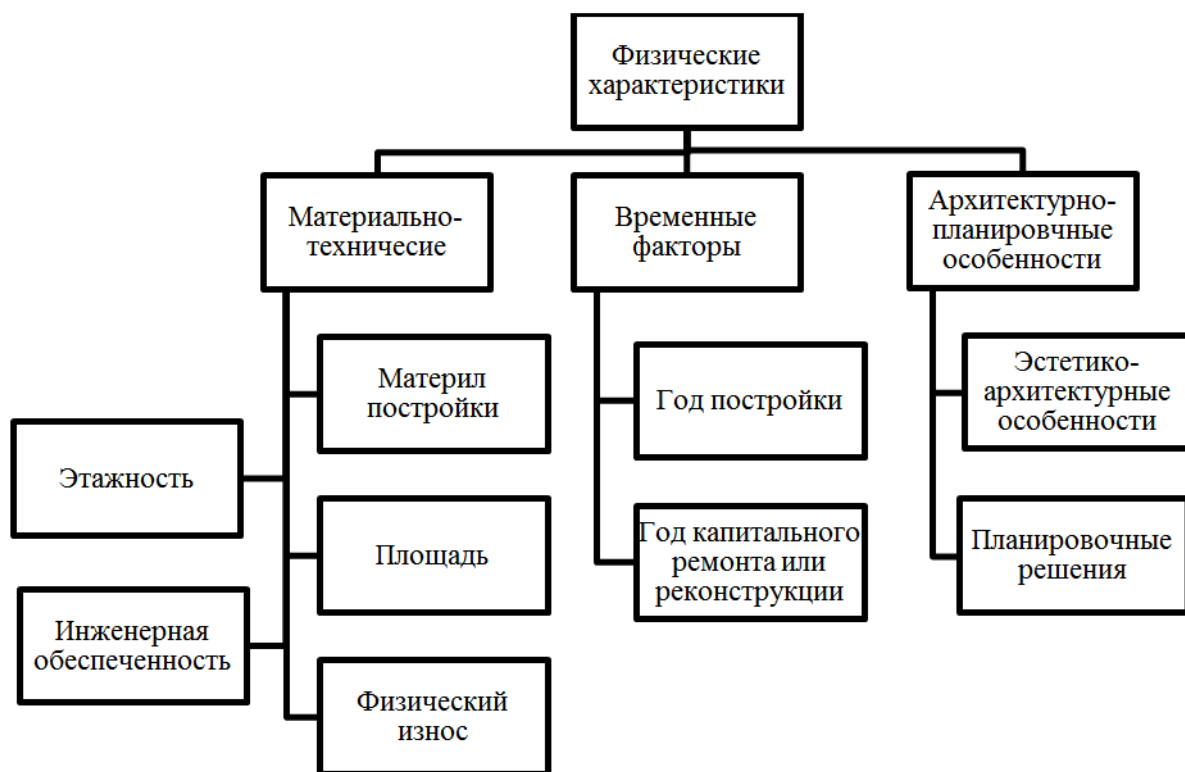 Физические
характеристики
Материально-
техничесие
Временные
факторы
Архитектурно-
планировчные
особенности
Материл
постройки
Этажность
Площадь
Инженерная
обеспеченность
Физический
износ
Год постройки
Год капитального
ремонта или
реконструкции
Эстетико-
архитектурные
особенности
Планировочные
решения